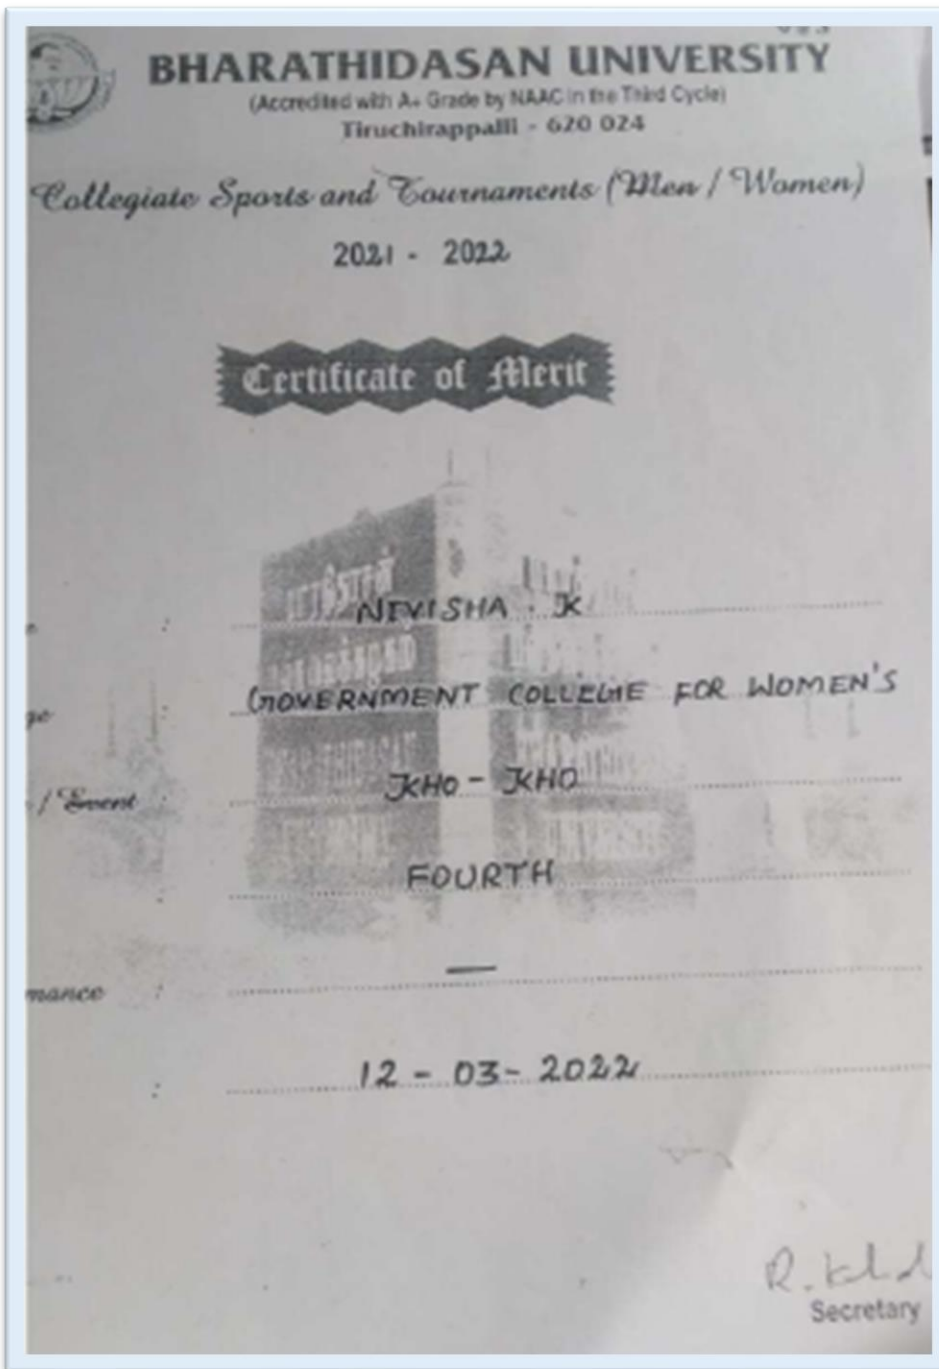 BHARATHIDASAN UNIVERSITY
(Accredited with A+ Grade by NAAC in the Third Cycle)
Tiruchirappalli - 620 024
Collegiate Sports and Tournaments (Men / Women)
2021 - 2022
Certificate of Merit
e : NIVISHA . K
ge GOVERNMENT COLLEGE FOR WOMEN'S
/ Event : KHO - KHO
: FOURTH
mance : —
: 12 - 03 - 2022
Secretary